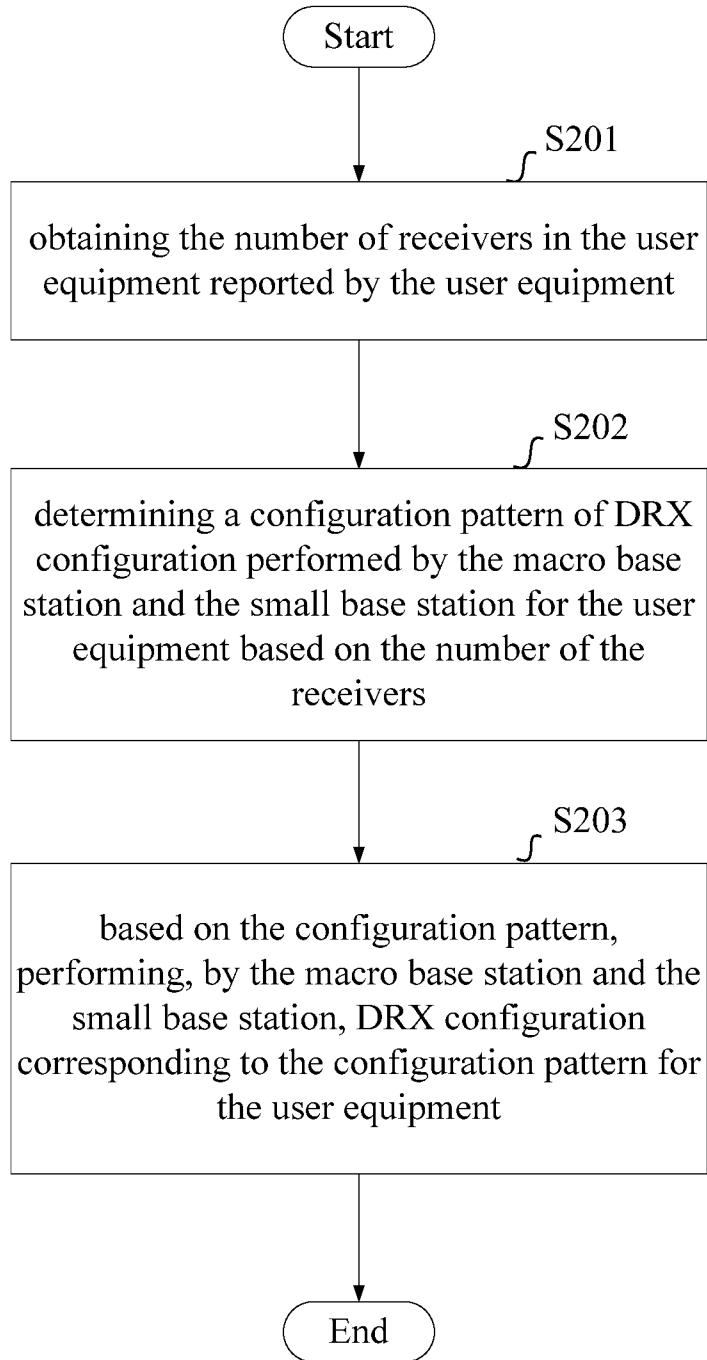 Start
S201
obtaining the number of receivers in the user
equipment reported by the user equipment
S202
determining a configuration pattern of DRX
configuration performed by the macro base
station and the small base station for the user
equipment based on the number of the
receivers
S203
based on the configuration pattern,
performing, by the macro base station and the
small base station, DRX configuration
corresponding to the configuration pattern for
the user equipment
End